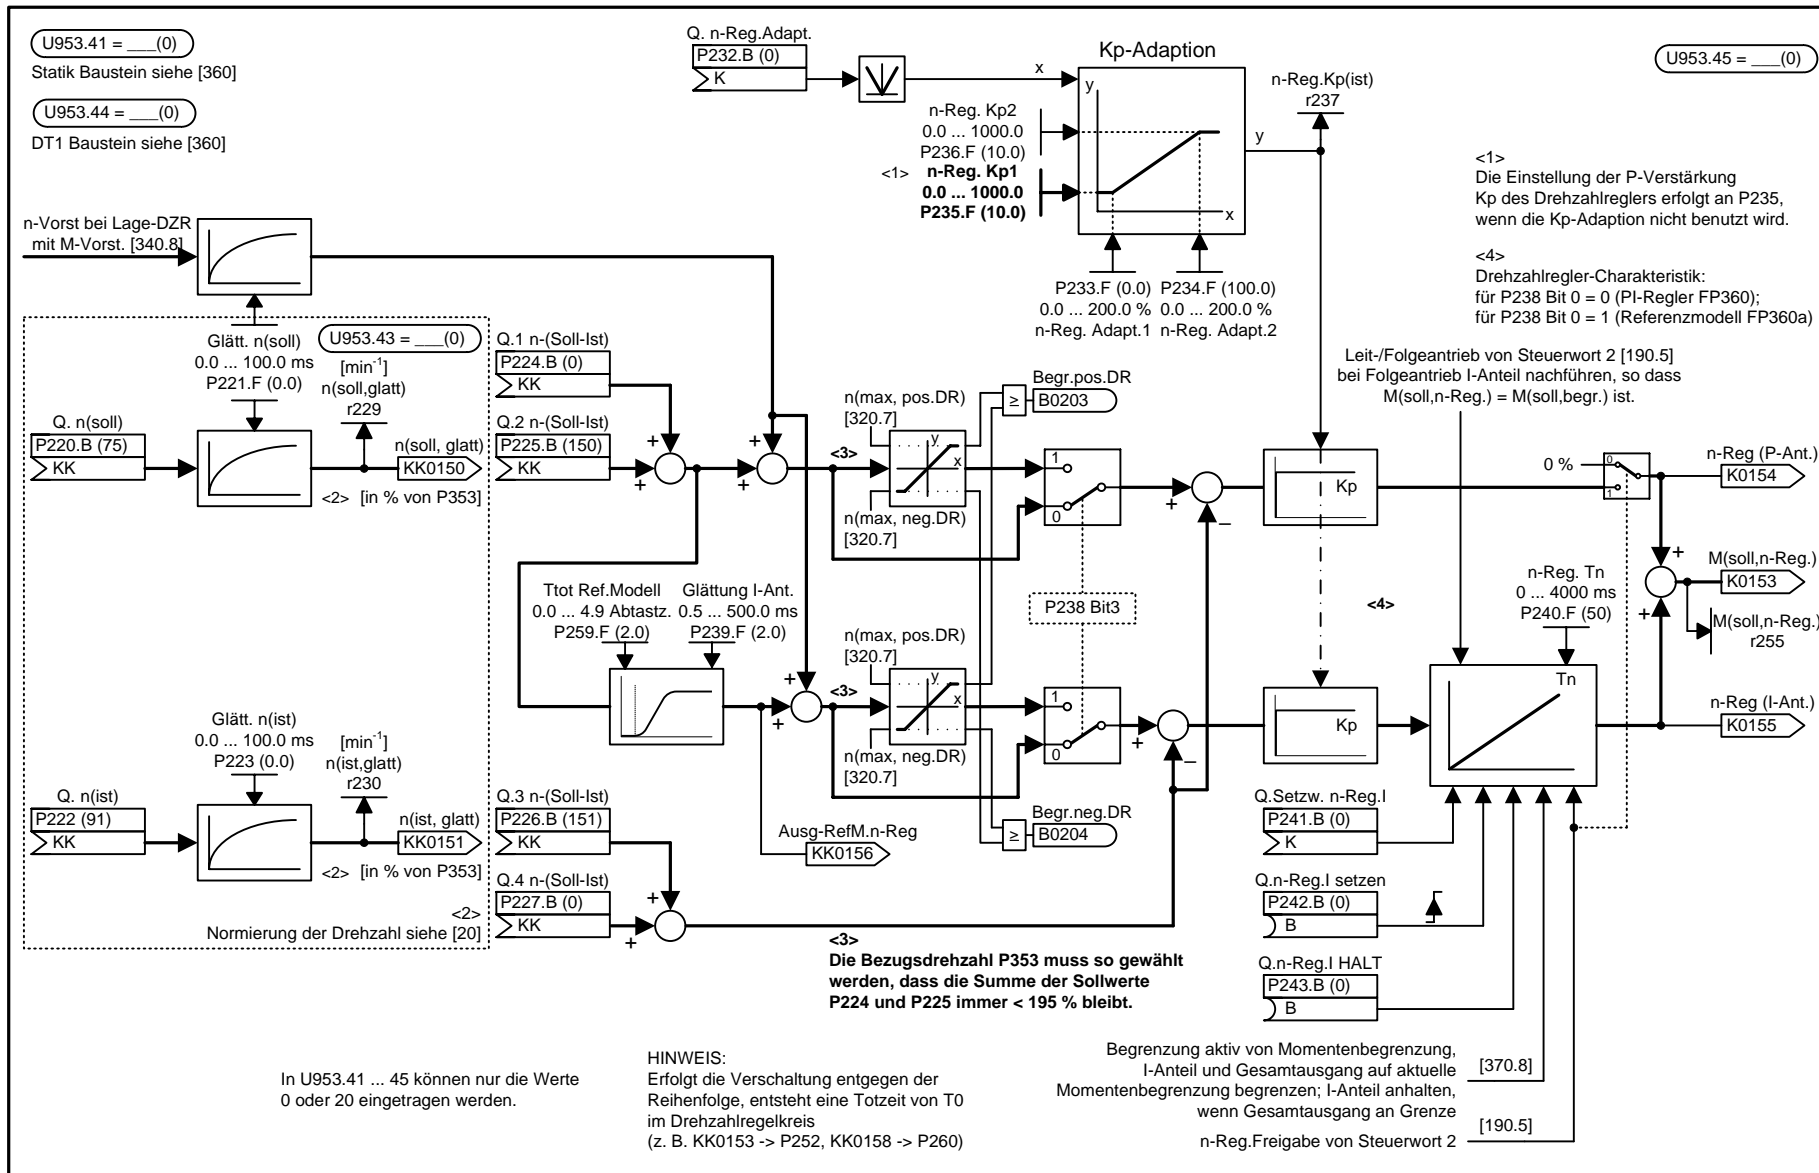 U953.41 = ___(0)
Statik Baustein siehe [360]
U953.44 = ___(0)
DT1 Baustein siehe [360]
Q. n-Reg.Adapt.
P232.B (0)
K
x
Kp-Adaption
y
x
y
n-Reg. Kp2
0.0 ... 1000.0
P236.F (10.0)
<1>
n-Reg. Kp1
0.0 ... 1000.0
P235.F (10.0)
P233.F (0.0)
0.0 ... 200.0 %
n-Reg. Adapt.1
P234.F (100.0)
0.0 ... 200.0 %
n-Reg. Adapt.2
n-Reg.Kp(ist)
r237
U953.45 = ___(0)
<1>
Die Einstellung der P-Verstärkung
Kp des Drehzahlreglers erfolgt an P235,
wenn die Kp-Adaption nicht benutzt wird.
<4>
Drehzahlregler-Charakteristik:
für P238 Bit 0 = 0 (PI-Regler FP360);
für P238 Bit 0 = 1 (Referenzmodell FP360a)
Leit-/Folgeantrieb von Steuerwort 2 [190.5]
bei Folgeantrieb I-Anteil nachführen, so dass
M(soll,n-Reg.) = M(soll,begr.) ist.
n-Vorst bei Lage-DZR
mit M-Vorst. [340.8]
Glätt. n(soll)
0.0 ... 100.0 ms
P221.F (0.0)
U953.43 = ___(0)
[min-1]
n(soll,glatt)
r229
Q. n(soll)
P220.B (75)
KK
n(soll, glatt)
KK0150
<2> [in % von P353]
Q.1 n-(Soll-Ist)
P224.B (0)
KK
Q.2 n-(Soll-Ist)
P225.B (150)
KK
+
+
+
+
<3>
n(max, pos.DR)
[320.7]
y
x
n(max, neg.DR)
[320.7]
≥
Begr.pos.DR
B0203
1
0
+
–
Kp
0 %
0
1
n-Reg (P-Ant.)
K0154
+
+
M(soll,n-Reg.)
K0153
M(soll,n-Reg.)
r255
n-Reg. Tn
0 ... 4000 ms
P240.F (50)
Tn
<4>
P238 Bit3
Ttot Ref.Modell
0.0 ... 4.9 Abtastz.
P259.F (2.0)
Glättung I-Ant.
0.5 ... 500.0 ms
P239.F (2.0)
+
+
<3>
n(max, pos.DR)
[320.7]
y
x
n(max, neg.DR)
[320.7]
1
0
+
–
Kp
n-Reg (I-Ant.)
K0155
Glätt. n(ist)
0.0 ... 100.0 ms
P223 (0.0)
[min-1]
n(ist,glatt)
r230
Q. n(ist)
P222 (91)
KK
n(ist, glatt)
KK0151
<2> [in % von P353]
<2>
Normierung der Drehzahl siehe [20]
Q.3 n-(Soll-Ist)
P226.B (151)
KK
Q.4 n-(Soll-Ist)
P227.B (0)
KK
+
+
Ausg-RefM.n-Reg
KK0156
≥
Begr.neg.DR
B0204
<3>
Die Bezugsdrehzahl P353 muss so gewählt
werden, dass die Summe der Sollwerte
P224 und P225 immer < 195 % bleibt.
Q.Setzw. n-Reg.I
P241.B (0)
K
Q.n-Reg.I setzen
P242.B (0)
B
Q.n-Reg.I HALT
P243.B (0)
B
In U953.41 ... 45 können nur die Werte
0 oder 20 eingetragen werden.
HINWEIS:
Erfolgt die Verschaltung entgegen der
Reihenfolge, entsteht eine Totzeit von T0
im Drehzahlregelkreis
(z. B. KK0153 -> P252, KK0158 -> P260)
Begrenzung aktiv von Momentenbegrenzung,
I-Anteil und Gesamtausgang auf aktuelle
Momentenbegrenzung begrenzen; I-Anteil anhalten,
wenn Gesamtausgang an Grenze
[370.8]
n-Reg.Freigabe von Steuerwort 2
[190.5]